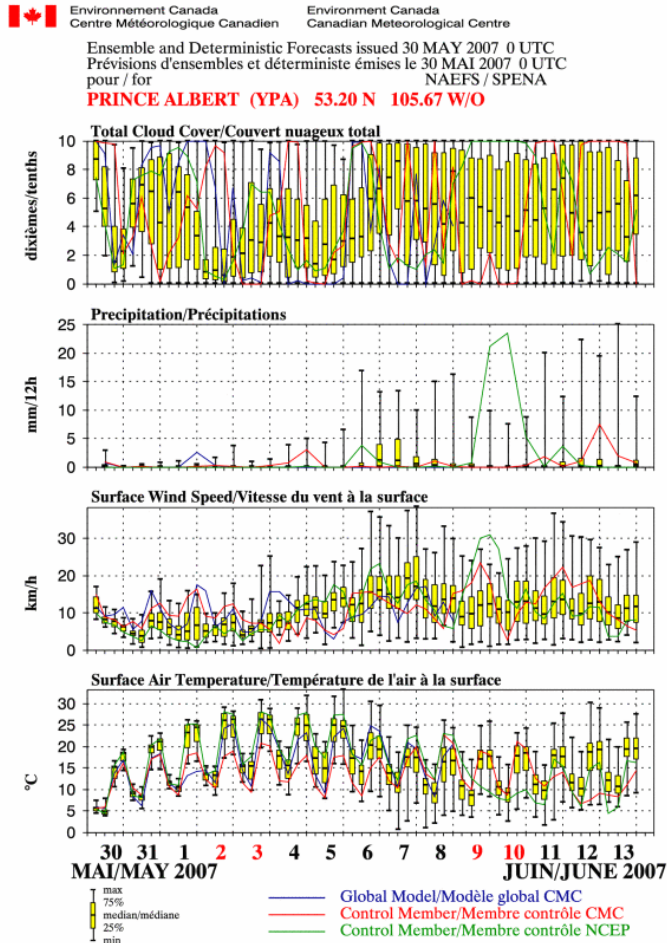 Environnement Canada Environment Canada
Centre Météorologique Canadien Canadian Meteorological Centre
Ensemble and Deterministic Forecasts issued 30 MAY 2007 0 UTC
Prévisions d'ensembles et déterministe émises le 30 MAI 2007 0 UTC
pour / for NAEFS / SPENA
PRINCE ALBERT (YPA) 53.20 N 105.67 W/O
Total Cloud Cover/Couvert nuageux total
dixièmes/tenths
10
8
6
4
2
0
Precipitation/Précipitations
mm/12h
25
20
15
10
5
0
Surface Wind Speed/Vitesse du vent à la surface
km/h
30
20
10
0
Surface Air Temperature/Température de l'air à la surface
°C
30
25
20
15
10
5
0
30 31 1 2 3 4 5 6 7 8 9 10 11 12 13
MAI/MAY 2007 JUIN/JUNE 2007
max
75%
median/médiane
25%
min
Global Model/Modèle global CMC
Control Member/Membre contrôle CMC
Control Member/Membre contrôle NCEP